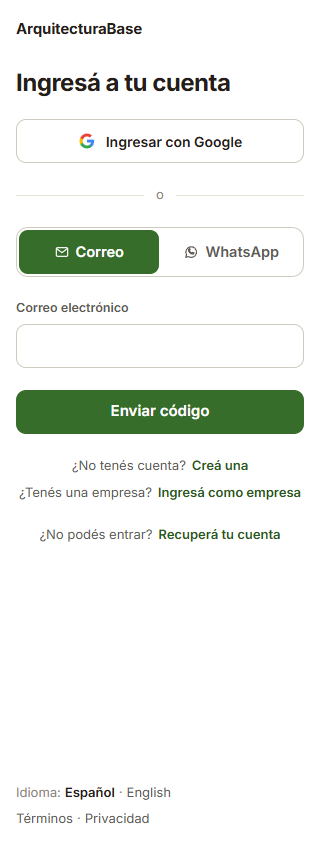 ArquitecturaBase
Ingresá a tu cuenta
Ingresar con Google
o
Correo
WhatsApp
Correo electrónico
Enviar código
¿No tenés cuenta? Creá una
¿Tenés una empresa? Ingresá como empresa
¿No podés entrar? Recuperá tu cuenta
Idioma: Español · English
Términos · Privacidad